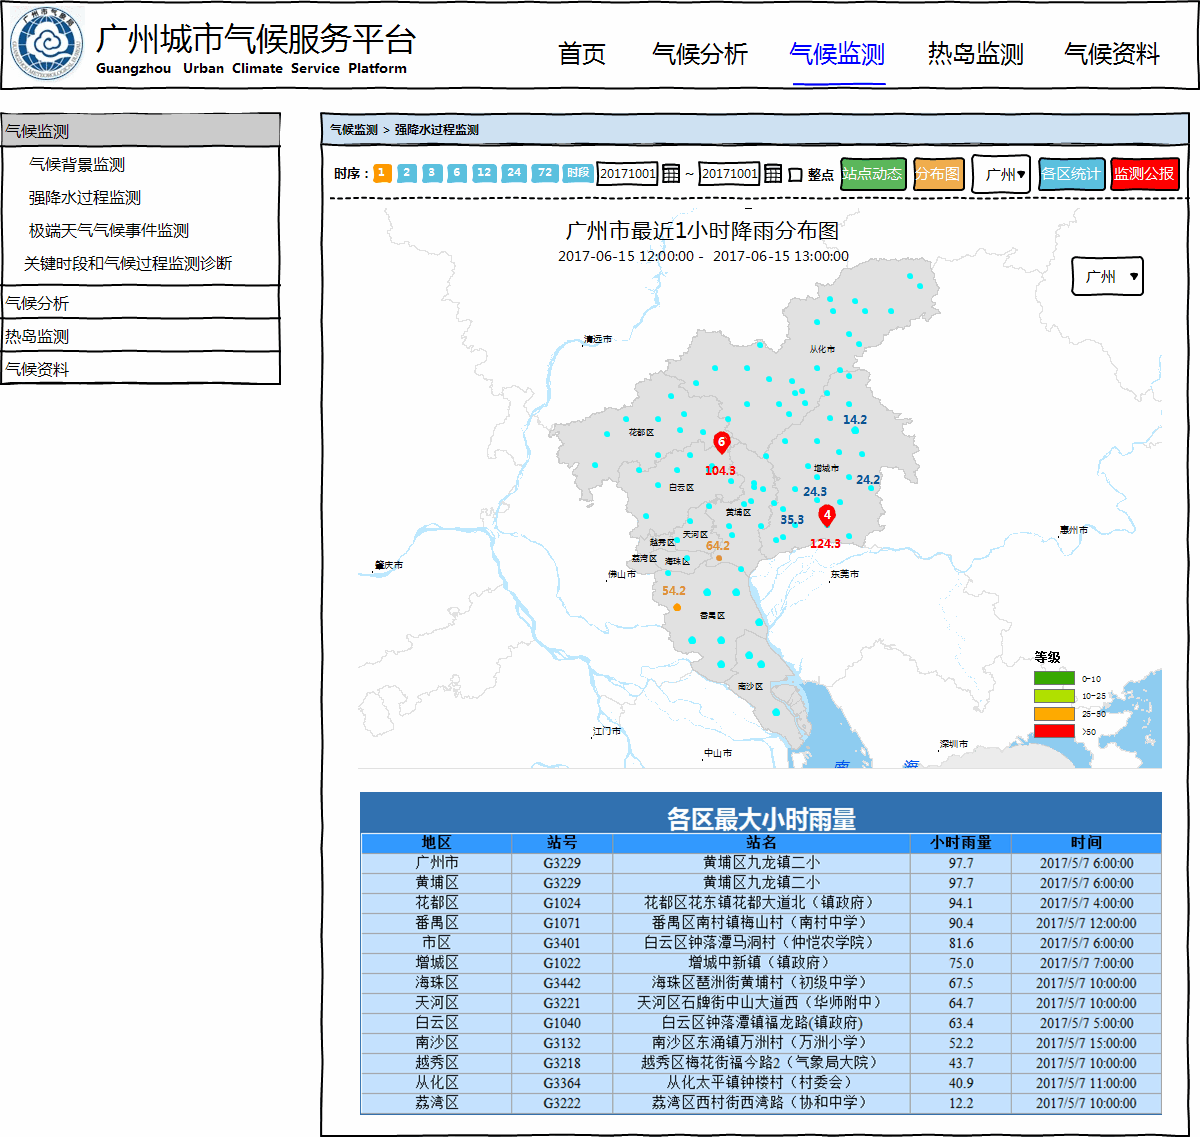 广州城市气候服务平台
Guangzhou Urban Climate Service Platform
首页 气候分析 气候监测 热岛监测 气候资料
气候监测
气候背景监测
强降水过程监测
极端天气气候事件监测
关键时段和气候过程监测诊断
气候分析
热岛监测
气候资料
气候监测 > 强降水过程监测
时序： 1 2 3 6 12 24 72 时段 20171001 ~ 20171001 整点 站点动态 分布图 广州 各区统计 监测公报
广州市最近1小时降雨分布图
2017-06-15 12:00:00 - 2017-06-15 13:00:00
广州
清远市
从化市
14.2
花都区
6
104.3
增城市
24.2
白云区
24.3
黄埔区
35.3
4
124.3
天河区
越秀区
64.2
惠州市
荔湾区
海珠区
肇庆市
佛山市
东莞市
54.2
番禺区
南沙区
等级
0-10
10-25
25-50
>50
江门市
中山市
深圳市
南 海
各区最大小时雨量
地区 站号 站名 小时雨量 时间
广州市 G3229 黄埔区九龙镇二小 97.7 2017/5/7 6:00:00
黄埔区 G3229 黄埔区九龙镇二小 97.7 2017/5/7 6:00:00
花都区 G1024 花都区花东镇花都大道北（镇政府） 94.1 2017/5/7 4:00:00
番禺区 G1071 番禺区南村镇梅山村（南村中学） 90.4 2017/5/7 12:00:00
市区 G3401 白云区钟落潭马洞村（仲恺农学院） 81.6 2017/5/7 6:00:00
增城区 G1022 增城中新镇（镇政府） 75.0 2017/5/7 7:00:00
海珠区 G3442 海珠区琶洲街黄埔村（初级中学） 67.5 2017/5/7 10:00:00
天河区 G3221 天河区石牌街中山大道西（华师附中） 64.7 2017/5/7 10:00:00
白云区 G1040 白云区钟落潭镇福龙路(镇政府) 63.4 2017/5/7 5:00:00
南沙区 G3132 南沙区东涌镇万洲村（万洲小学） 52.2 2017/5/7 15:00:00
越秀区 G3218 越秀区梅花街福今路2（气象局大院） 43.7 2017/5/7 10:00:00
从化区 G3364 从化太平镇钟楼村（村委会） 40.9 2017/5/7 11:00:00
荔湾区 G3222 荔湾区西村街西湾路（协和中学） 12.2 2017/5/7 10:00:00